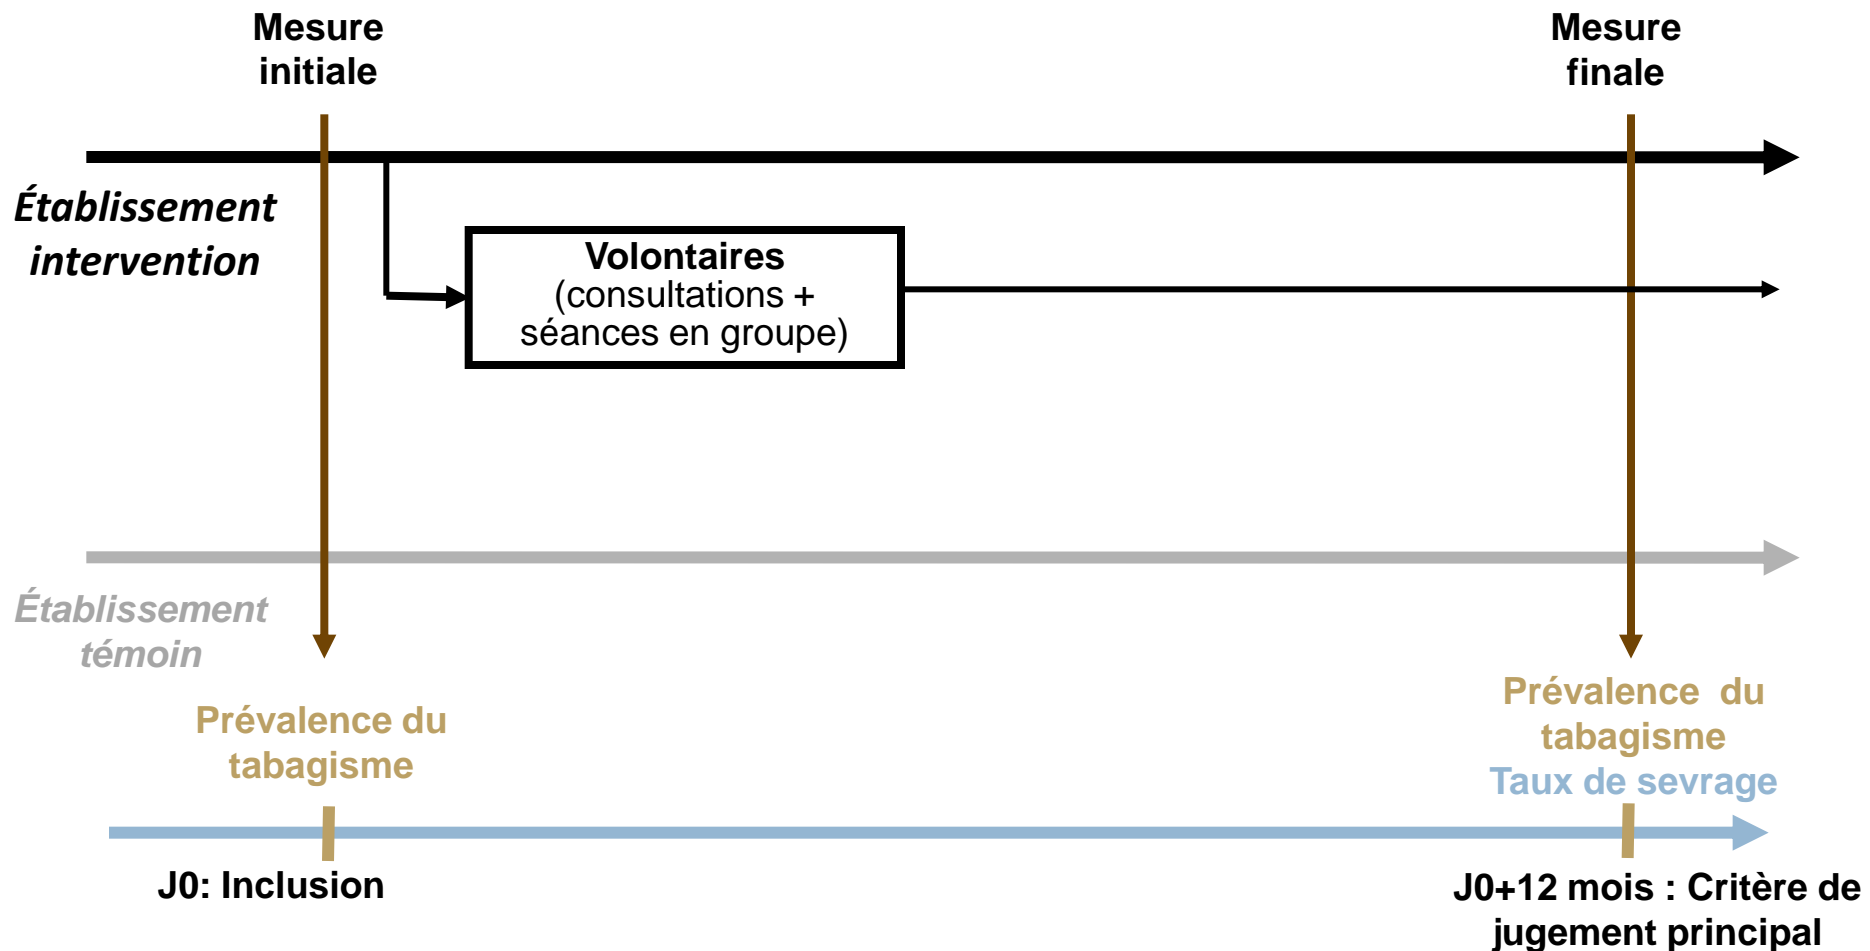 Mesure
initiale
Mesure
finale
Établissement
intervention
Volontaires
(consultations +
séances en groupe)
Établissement
témoin
Prévalence du
tabagisme
Prévalence  du
tabagisme
Taux de sevrage
J0: Inclusion
J0+12 mois : Critère de
jugement principal